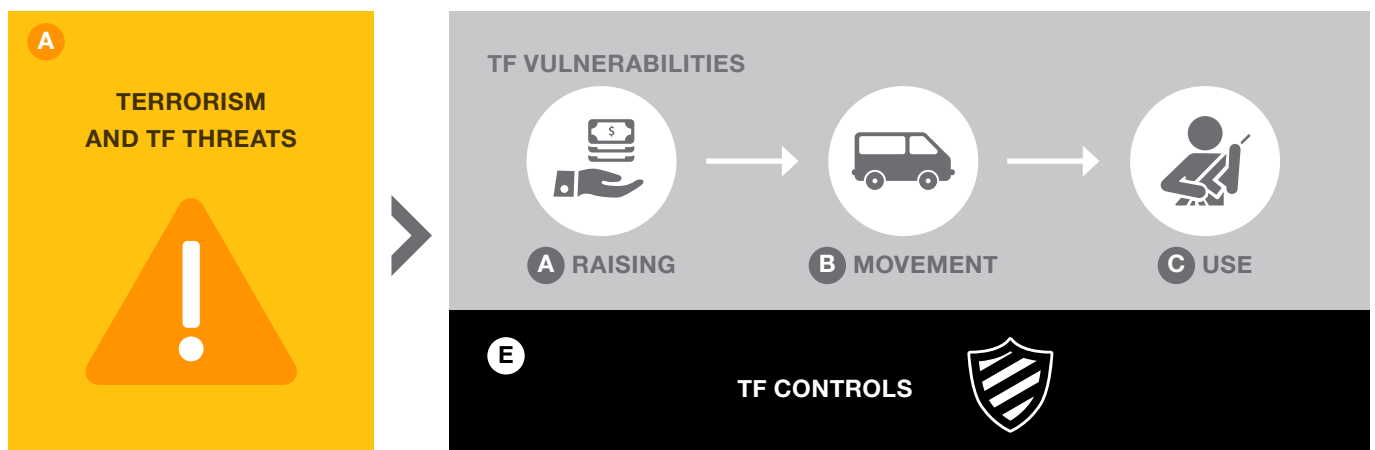 A
TERRORISM
AND TF THREATS
TF VULNERABILITIES
$
A RAISING
B MOVEMENT
C USE
E
TF CONTROLS